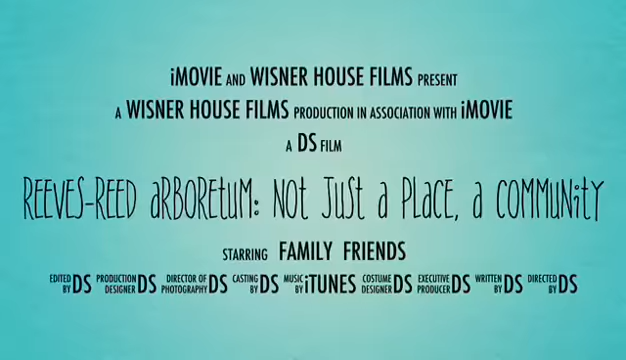 iMOVIE AND WISNER HOUSE FILMS PRESENT
A WISNER HOUSE FILMS PRODUCTION IN ASSOCIATION WITH iMOVIE
A DS FILM
REEVES-REED aRBOREtuM: NOt JuSt a PLaCE, a COMMuNitY
STARRING FAMILY FRIENDS
EDITED BY DS PRODUCTION DESIGNER DS DIRECTOR OF PHOTOGRAPHY DS CASTING BY DS MUSIC BY iTUNES COSTUME DESIGNER DS EXECUTIVE PRODUCER DS WRITTEN BY DS DIRECTED BY DS